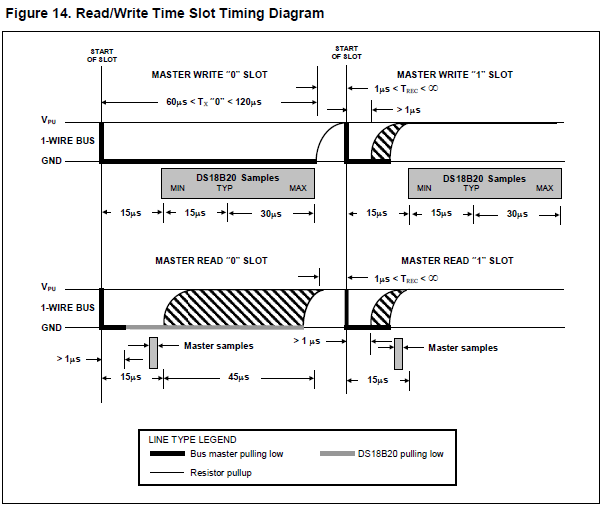 Figure 14. Read/Write Time Slot Timing Diagram
START
OF SLOT
START
OF SLOT
MASTER WRITE "0" SLOT
MASTER WRITE "1" SLOT
1µs < TREC < ∞
60µs < TX "0" < 120µs
> 1µs
VPU
1-WIRE BUS
GND
DS18B20 Samples
MIN TYP MAX
DS18B20 Samples
MIN TYP MAX
15µs 15µs 30µs
15µs 15µs 30µs
MASTER READ "0" SLOT
MASTER READ "1" SLOT
1µs < TREC < ∞
VPU
1-WIRE BUS
GND
> 1µs
Master samples
> 1 µs
Master samples
15µs 45µs
15µs
LINE TYPE LEGEND
Bus master pulling low
DS18B20 pulling low
Resistor pullup